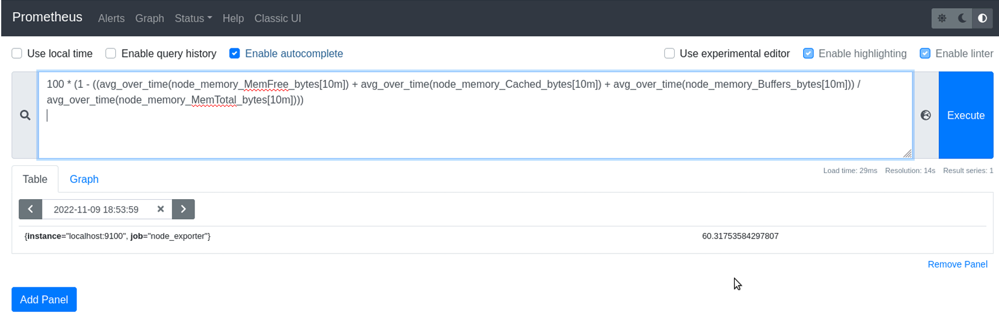 Prometheus Alerts Graph Status Help Classic UI
Use local time Enable query history Enable autocomplete Use experimental editor Enable highlighting Enable linter
100 * (1 - ((avg_over_time(node_memory_MemFree_bytes[10m]) + avg_over_time(node_memory_Cached_bytes[10m]) + avg_over_time(node_memory_Buffers_bytes[10m])) /
avg_over_time(node_memory_MemTotal_bytes[10m])))
Execute
Table Graph Load time: 29ms Resolution: 14s Result series: 1
2022-11-09 18:53:59
{instance="localhost:9100", job="node_exporter"} 60.31753584297807
Remove Panel
Add Panel